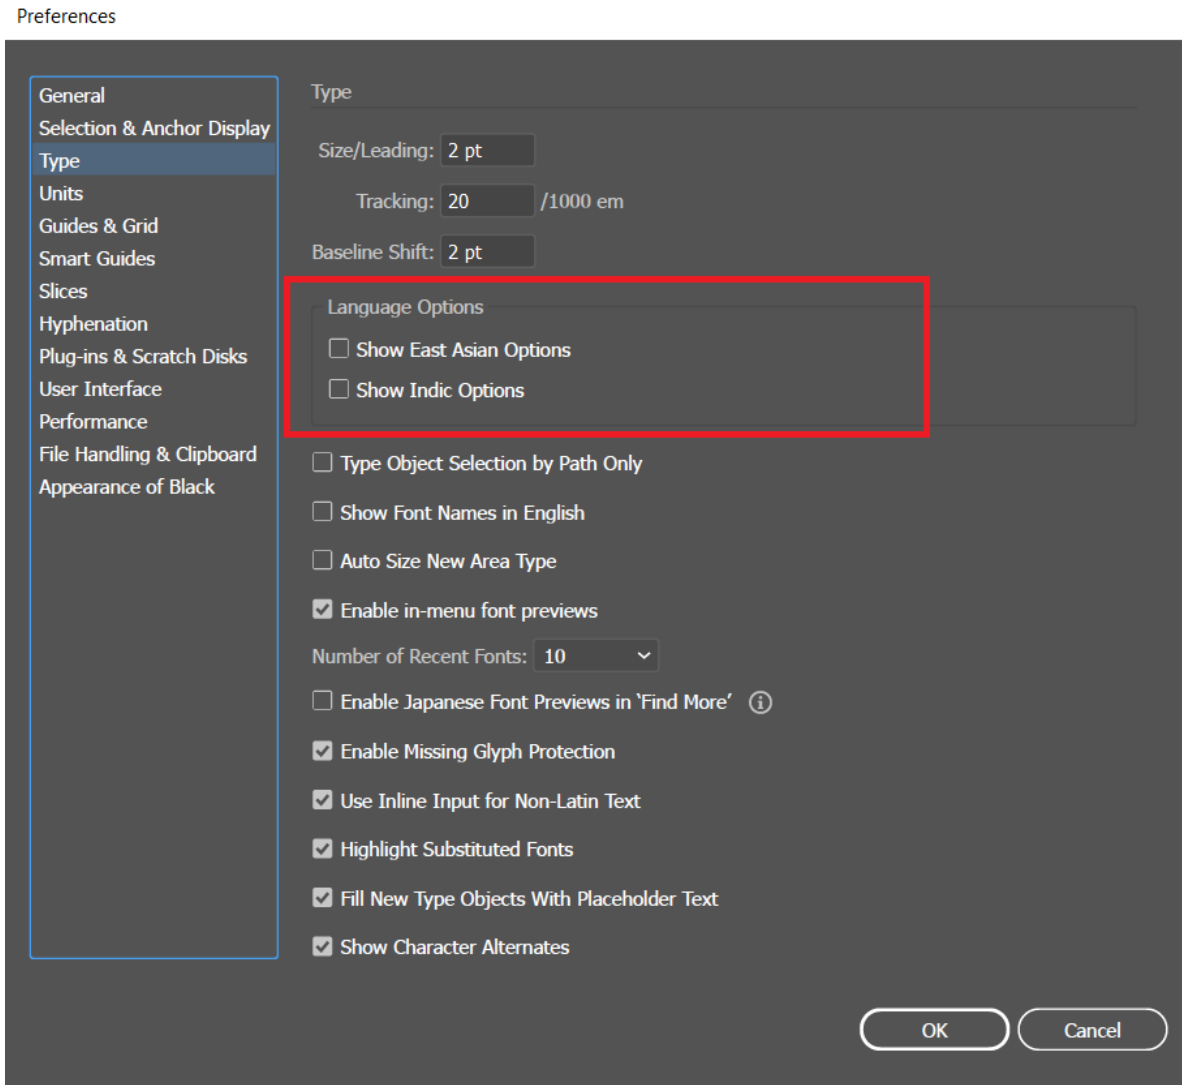 Preferences
General
Selection & Anchor Display
Type
Units
Guides & Grid
Smart Guides
Slices
Hyphenation
Plug-ins & Scratch Disks
User Interface
Performance
File Handling & Clipboard
Appearance of Black
Type
Size/Leading: 2 pt
Tracking: 20 /1000 em
Baseline Shift: 2 pt
Language Options
Show East Asian Options
Show Indic Options
Type Object Selection by Path Only
Show Font Names in English
Auto Size New Area Type
Enable in-menu font previews
Number of Recent Fonts: 10
Enable Japanese Font Previews in ‘Find More’
Enable Missing Glyph Protection
Use Inline Input for Non-Latin Text
Highlight Substituted Fonts
Fill New Type Objects With Placeholder Text
Show Character Alternates
OK Cancel